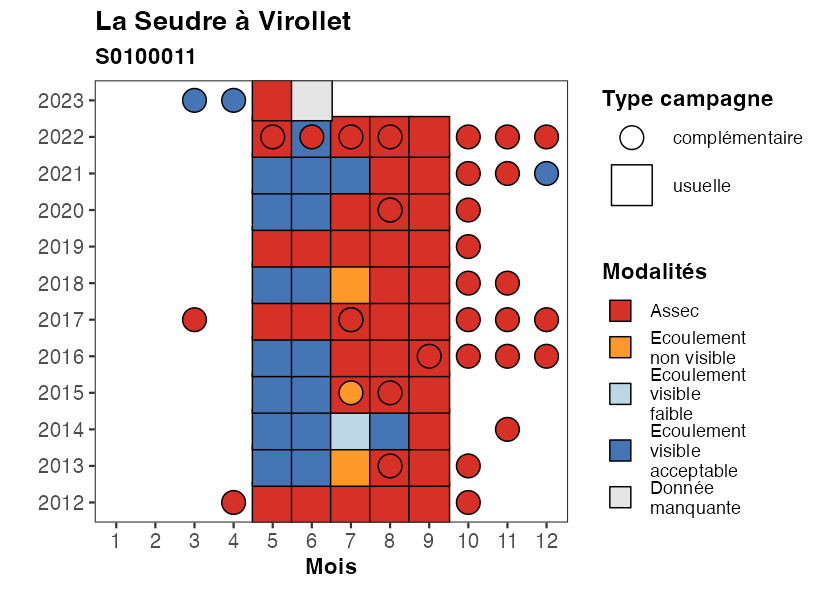 La Seudre à Virollet
S0100011
2023
2022
2021
2020
2019
2018
2017
2016
2015
2014
2013
2012
1 2 3 4 5 6 7 8 9 10 11 12
Mois
Type campagne
complémentaire
usuelle
Modalités
Assec
Ecoulement
non visible
Ecoulement
visible
faible
Ecoulement
visible
acceptable
Donnée
manquante